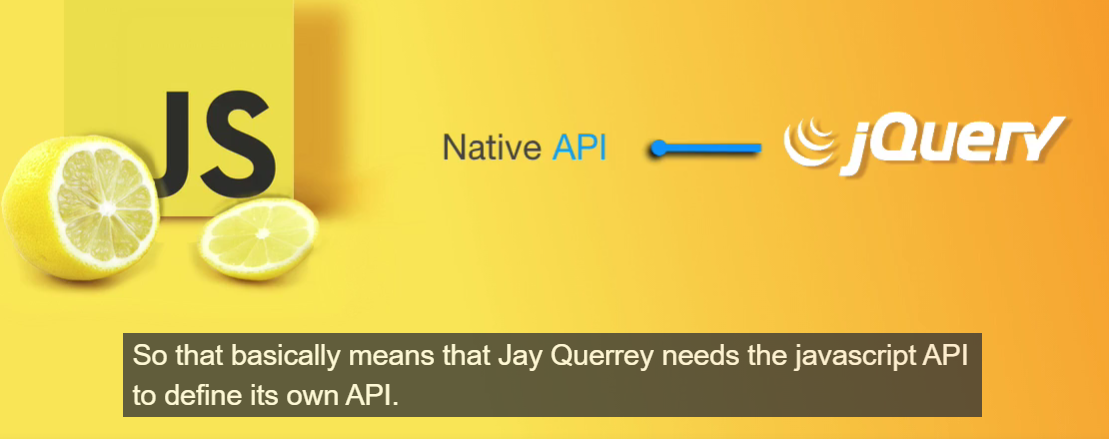 JS
Native API
jQuery
So that basically means that Jay Querrey needs the javascript API
to define its own API.